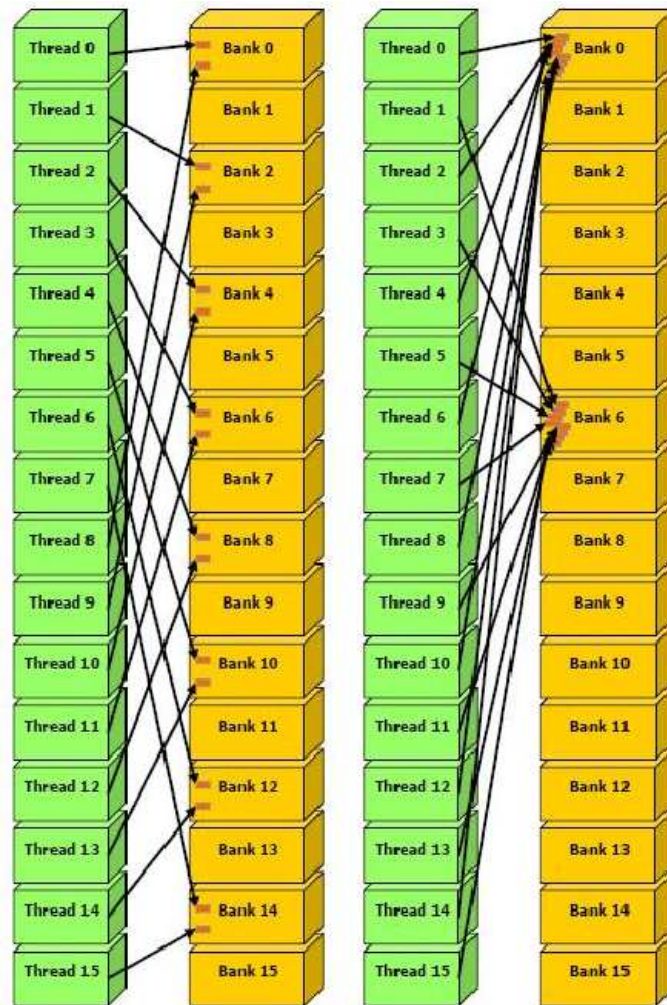 Thread 0 Bank 0 Thread 0 Bank 0
Thread 1 Bank 1 Thread 1 Bank 1
Thread 2 Bank 2 Thread 2 Bank 2
Thread 3 Bank 3 Thread 3 Bank 3
Thread 4 Bank 4 Thread 4 Bank 4
Thread 5 Bank 5 Thread 5 Bank 5
Thread 6 Bank 6 Thread 6 Bank 6
Thread 7 Bank 7 Thread 7 Bank 7
Thread 8 Bank 8 Thread 8 Bank 8
Thread 9 Bank 9 Thread 9 Bank 9
Thread 10 Bank 10 Thread 10 Bank 10
Thread 11 Bank 11 Thread 11 Bank 11
Thread 12 Bank 12 Thread 12 Bank 12
Thread 13 Bank 13 Thread 13 Bank 13
Thread 14 Bank 14 Thread 14 Bank 14
Thread 15 Bank 15 Thread 15 Bank 15